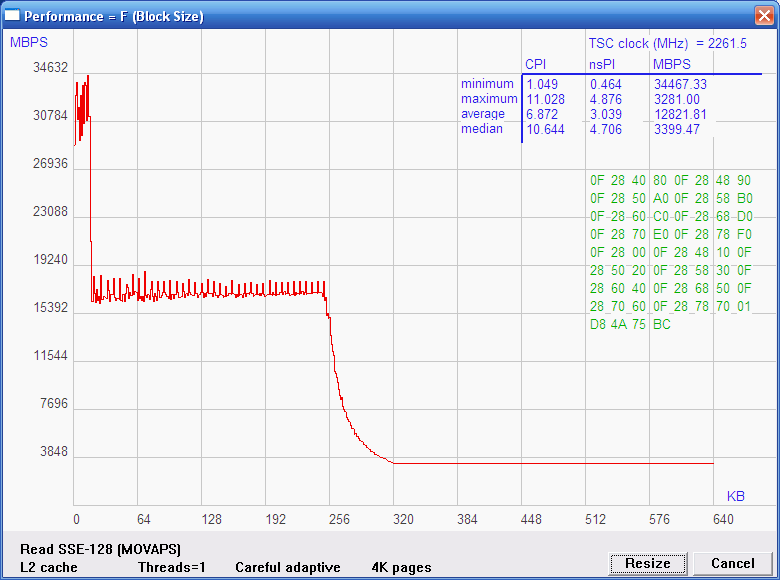 Performance = F (Block Size)
MBPS
TSC clock (MHz) = 2261.5
CPI nsPI MBPS
minimum 1.049 0.464 34467.33
maximum 11.028 4.876 3281.00
average 6.872 3.039 12821.81
median 10.644 4.706 3399.47
34632
30784
26936
23088
19240
15392
11544
7696
3848
0F 28 40 80 0F 28 48 90
0F 28 50 A0 0F 28 58 B0
0F 28 60 C0 0F 28 68 D0
0F 28 70 E0 0F 28 78 F0
0F 28 00 0F 28 48 10 0F
28 50 20 0F 28 58 30 0F
28 60 40 0F 28 68 50 0F
28 70 60 0F 28 78 70 01
D8 4A 75 BC
KB
0 64 128 192 256 320 384 448 512 576 640
Read SSE-128 (MOVAPS)
L2 cache Threads=1 Careful adaptive 4K pages
Resize Cancel